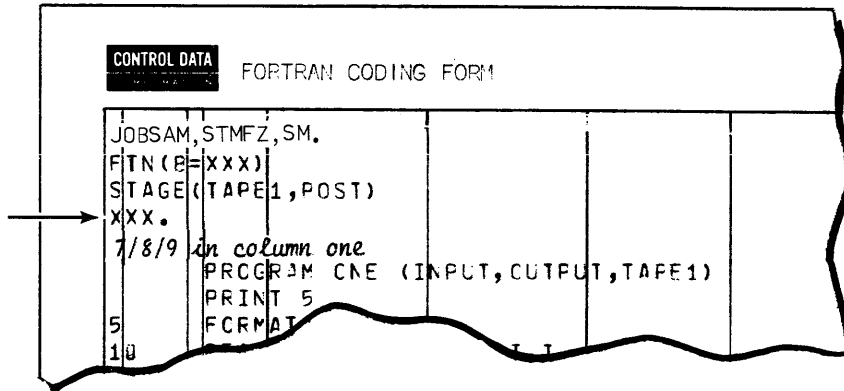 CONTROL DATA
FORTRAN CODING FORM
JOBSAM,STMFZ,SM.
FTN(B=XXX)
STAGE(TAPE1,POST)
XXX.
7/8/9 in column one
PROGRAM ONE (INPUT,OUTPUT,TAPE1)
PRINT 5
5 FORMAT
10